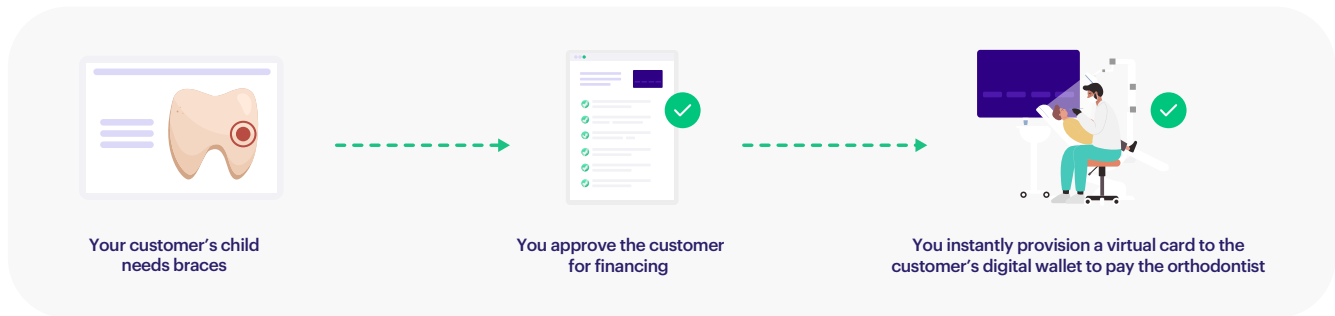 Your customer’s child
needs braces
You approve the customer
for financing
You instantly provision a virtual card to the
customer’s digital wallet to pay the orthodontist